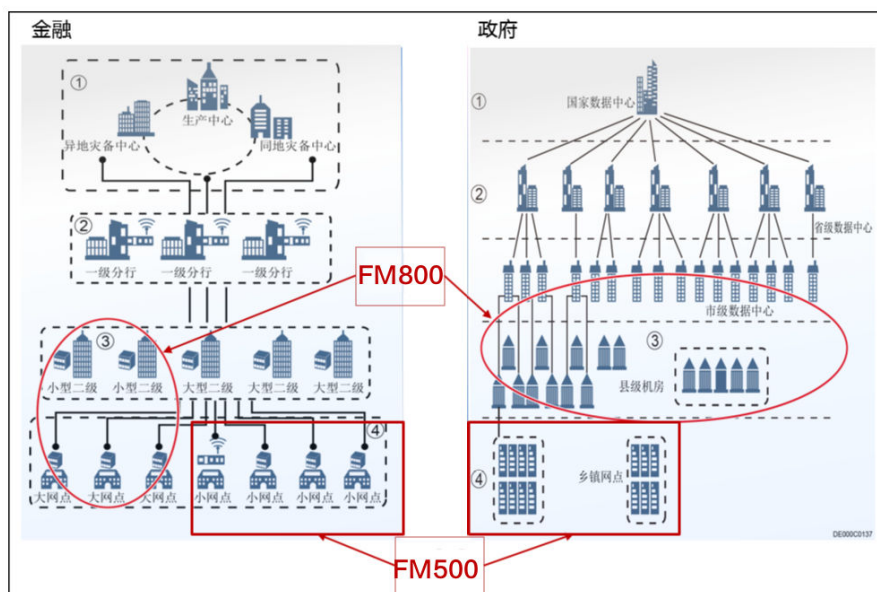 金融
①
生产中心
异地灾备中心
同地灾备中心
②
一级分行 一级分行 一级分行
③
小型二级 小型二级 大型二级 大型二级 大型二级
④
大网点 大网点 大网点 小网点 小网点 小网点 小网点
FM800
FM500
政府
①
国家数据中心
②
省级数据中心
市级数据中心
③
县级机房
④
乡镇网点
DE000C0137